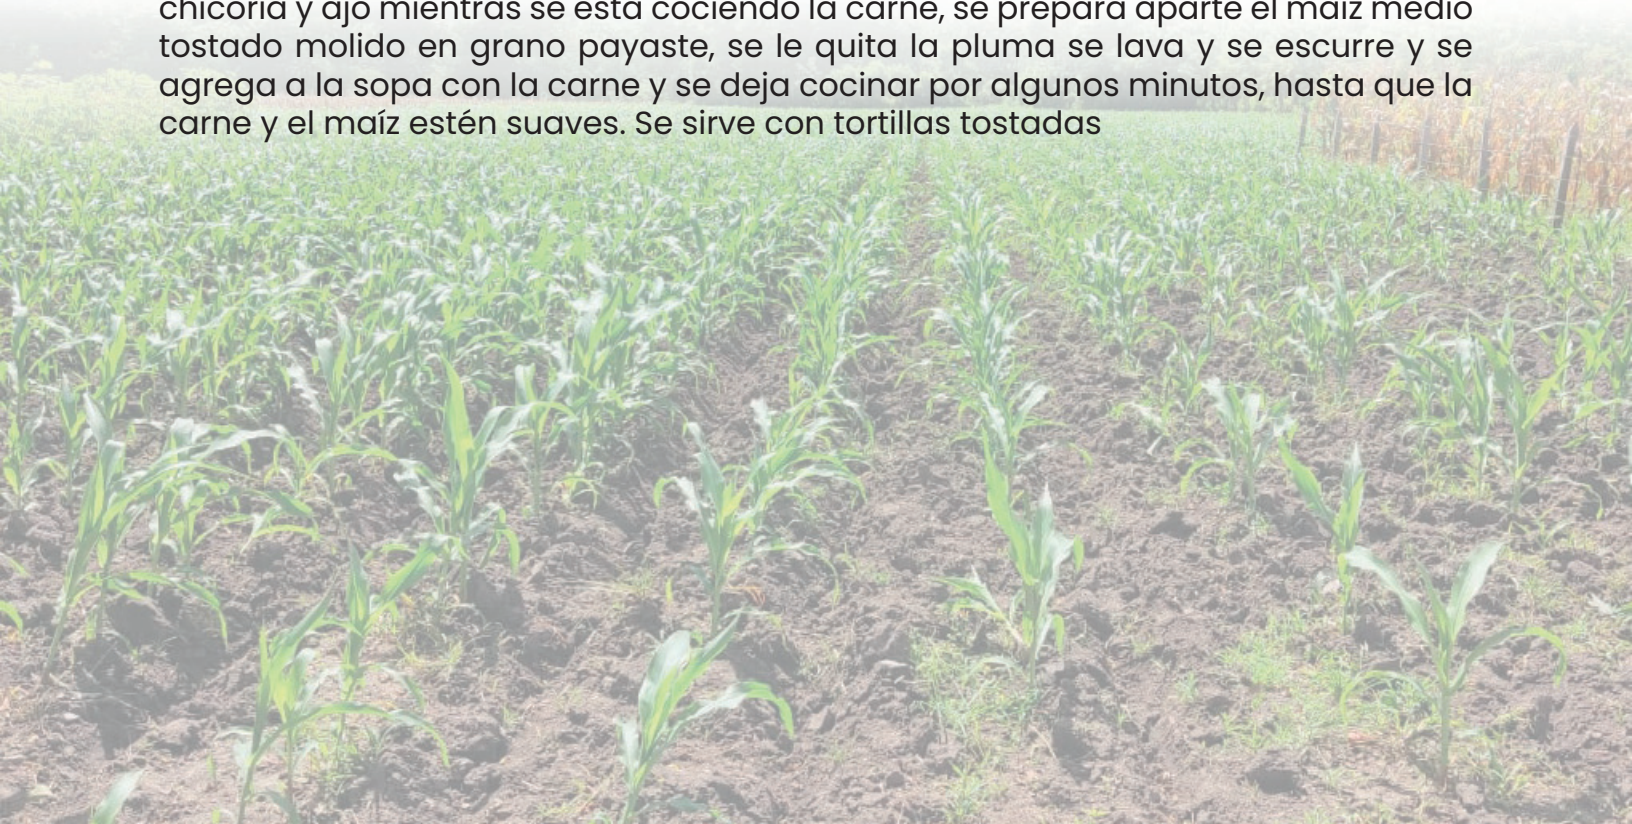 chicoria y ajo mientras se está cociendo la carne, se prepara aparte el maíz medio
tostado molido en grano payaste, se le quita la pluma se lava y se escurre y se
agrega a la sopa con la carne y se deja cocinar por algunos minutos, hasta que la
carne y el maíz estén suaves. Se sirve con tortillas tostadas